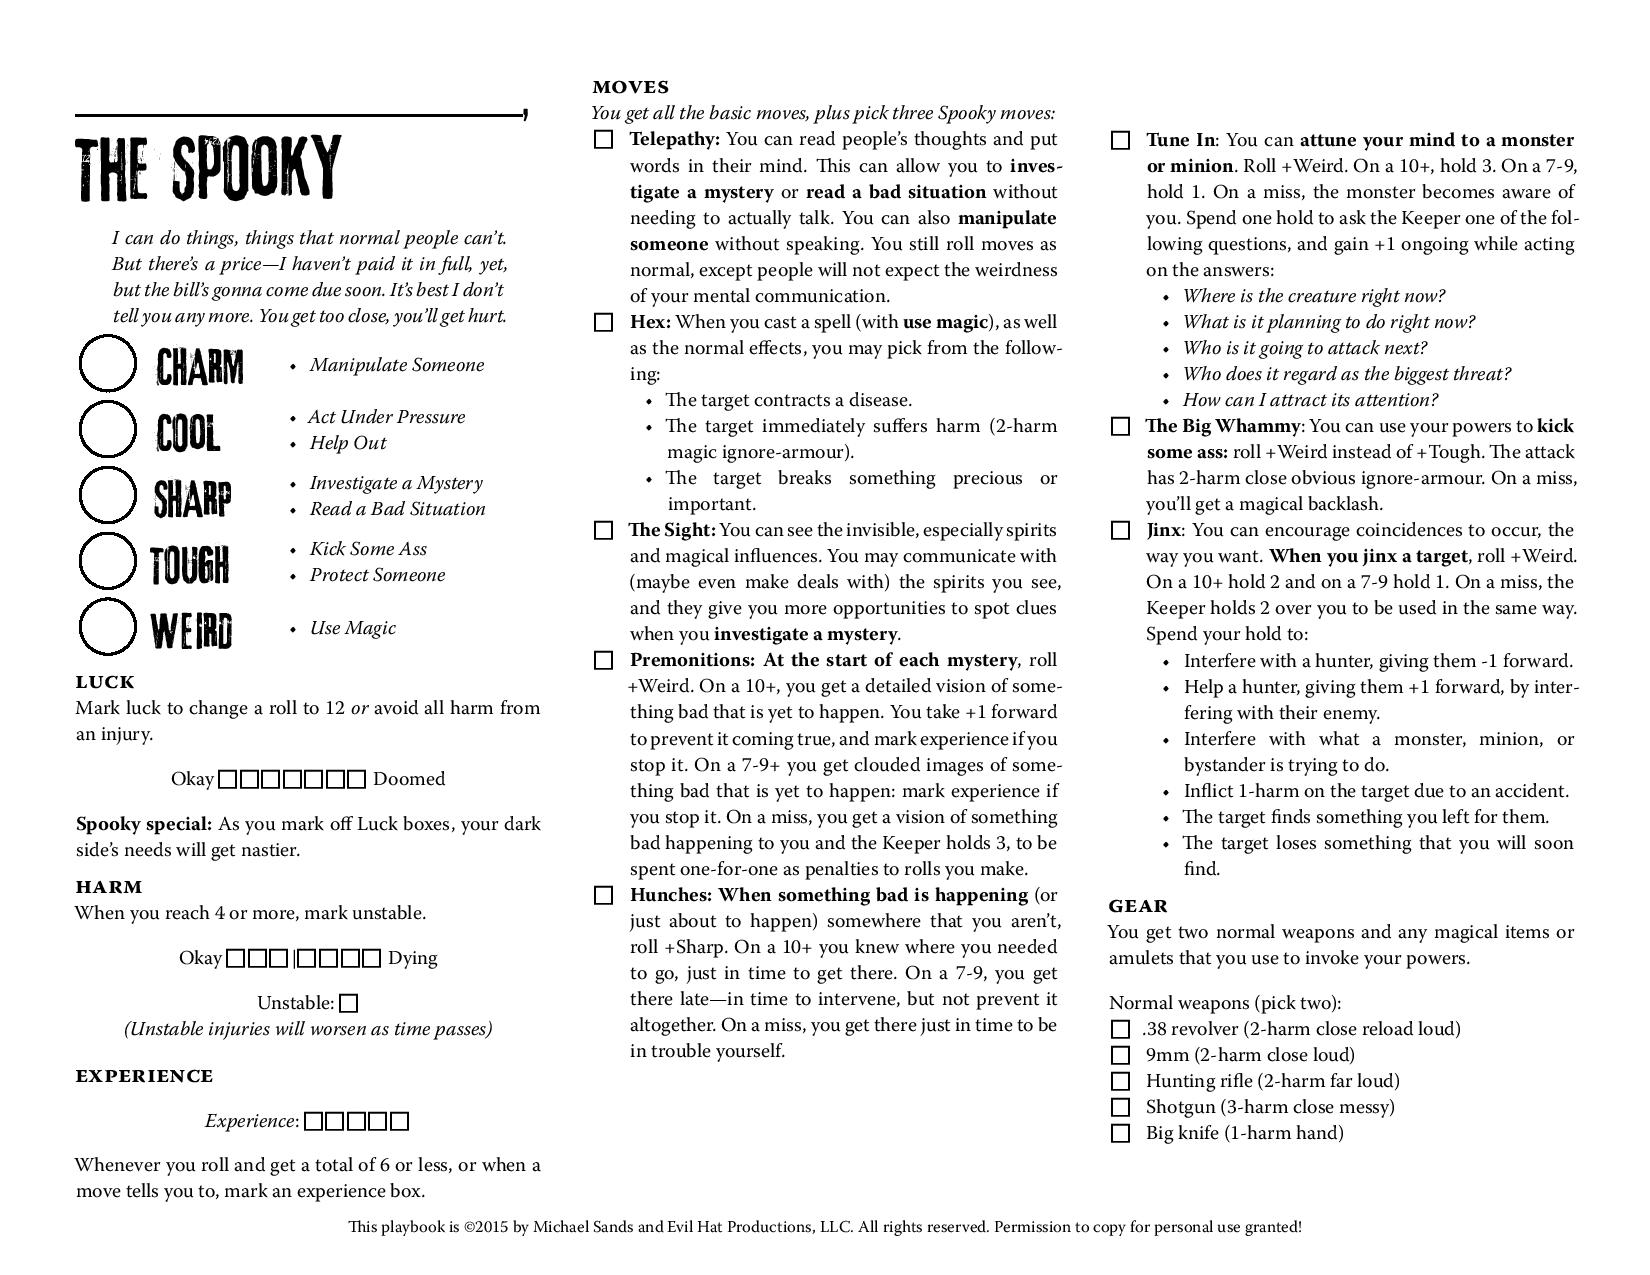 ,
THE SPOOKY
I can do things, things that normal people can't.
But there's a price—I haven't paid it in full, yet,
but the bill's gonna come due soon. It's best I don't
tell you any more. You get too close, you'll get hurt.
CHARM
• Manipulate Someone
COOL
• Act Under Pressure
• Help Out
SHARP
• Investigate a Mystery
• Read a Bad Situation
TOUGH
• Kick Some Ass
• Protect Someone
WEIRD
• Use Magic
LUCK
Mark luck to change a roll to 12 or avoid all harm from
an injury.
Okay □□□□□□□ Doomed
Spooky special: As you mark off Luck boxes, your dark
side's needs will get nastier.
HARM
When you reach 4 or more, mark unstable.
Okay □□□|□□□□ Dying
Unstable: □
(Unstable injuries will worsen as time passes)
EXPERIENCE
Experience: □□□□□
Whenever you roll and get a total of 6 or less, or when a
move tells you to, mark an experience box.
MOVES
You get all the basic moves, plus pick three Spooky moves:
□ Telepathy: You can read people's thoughts and put
words in their mind. This can allow you to inves-
tigate a mystery or read a bad situation without
needing to actually talk. You can also manipulate
someone without speaking. You still roll moves as
normal, except people will not expect the weirdness
of your mental communication.
□ Hex: When you cast a spell (with use magic), as well
as the normal effects, you may pick from the follow-
ing:
• The target contracts a disease.
• The target immediately suffers harm (2-harm
magic ignore-armour).
• The target breaks something precious or
important.
□ The Sight: You can see the invisible, especially spirits
and magical influences. You may communicate with
(maybe even make deals with) the spirits you see,
and they give you more opportunities to spot clues
when you investigate a mystery.
□ Premonitions: At the start of each mystery, roll
+Weird. On a 10+, you get a detailed vision of some-
thing bad that is yet to happen. You take +1 forward
to prevent it coming true, and mark experience if you
stop it. On a 7-9+ you get clouded images of some-
thing bad that is yet to happen: mark experience if
you stop it. On a miss, you get a vision of something
bad happening to you and the Keeper holds 3, to be
spent one-for-one as penalties to rolls you make.
□ Hunches: When something bad is happening (or
just about to happen) somewhere that you aren't,
roll +Sharp. On a 10+ you knew where you needed
to go, just in time to get there. On a 7-9, you get
there late—in time to intervene, but not prevent it
altogether. On a miss, you get there just in time to be
in trouble yourself.
□ Tune In: You can attune your mind to a monster
or minion. Roll +Weird. On a 10+, hold 3. On a 7-9,
hold 1. On a miss, the monster becomes aware of
you. Spend one hold to ask the Keeper one of the fol-
lowing questions, and gain +1 ongoing while acting
on the answers:
• Where is the creature right now?
• What is it planning to do right now?
• Who is it going to attack next?
• Who does it regard as the biggest threat?
• How can I attract its attention?
□ The Big Whammy: You can use your powers to kick
some ass: roll +Weird instead of +Tough. The attack
has 2-harm close obvious ignore-armour. On a miss,
you'll get a magical backlash.
□ Jinx: You can encourage coincidences to occur, the
way you want. When you jinx a target, roll +Weird.
On a 10+ hold 2 and on a 7-9 hold 1. On a miss, the
Keeper holds 2 over you to be used in the same way.
Spend your hold to:
• Interfere with a hunter, giving them -1 forward.
• Help a hunter, giving them +1 forward, by inter-
fering with their enemy.
• Interfere with what a monster, minion, or
bystander is trying to do.
• Inflict 1-harm on the target due to an accident.
• The target finds something you left for them.
• The target loses something that you will soon
find.
GEAR
You get two normal weapons and any magical items or
amulets that you use to invoke your powers.
Normal weapons (pick two):
□ .38 revolver (2-harm close reload loud)
□ 9mm (2-harm close loud)
□ Hunting rifle (2-harm far loud)
□ Shotgun (3-harm close messy)
□ Big knife (1-harm hand)
This playbook is ©2015 by Michael Sands and Evil Hat Productions, LLC. All rights reserved. Permission to copy for personal use granted!